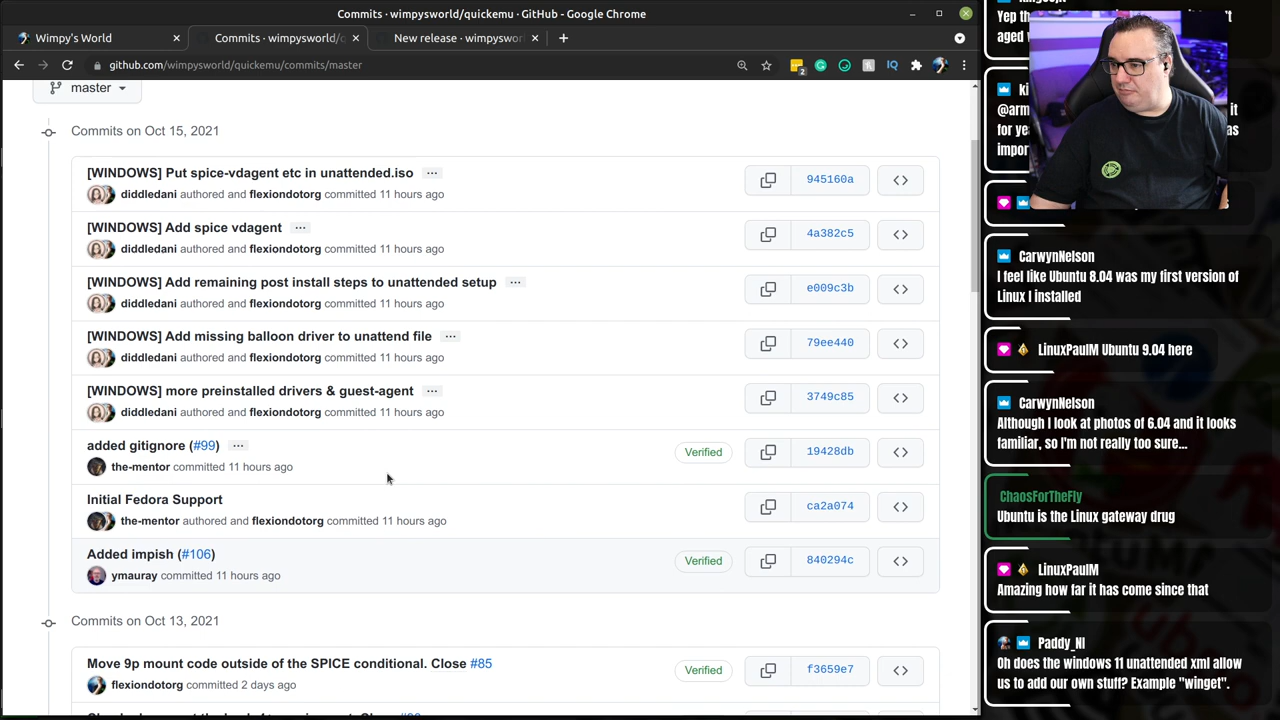 Commits · wimpysworld/quickemu · GitHub - Google Chrome
Wimpy's World
Commits · wimpysworld/q
New release · wimpyswor
github.com/wimpysworld/quickemu/commits/master
2
IQ
master
Commits on Oct 15, 2021
[WINDOWS] Put spice-vdagent etc in unattended.iso
diddledani authored and flexiondotorg committed 11 hours ago
945160a
[WINDOWS] Add spice vdagent
diddledani authored and flexiondotorg committed 11 hours ago
4a382c5
[WINDOWS] Add remaining post install steps to unattended setup
diddledani authored and flexiondotorg committed 11 hours ago
e009c3b
[WINDOWS] Add missing balloon driver to unattend file
diddledani authored and flexiondotorg committed 11 hours ago
79ee440
[WINDOWS] more preinstalled drivers & guest-agent
diddledani authored and flexiondotorg committed 11 hours ago
3749c85
added gitignore (#99)
the-mentor committed 11 hours ago
Verified
19428db
Initial Fedora Support
the-mentor authored and flexiondotorg committed 11 hours ago
ca2a074
Added impish (#106)
ymauray committed 11 hours ago
Verified
840294c
Commits on Oct 13, 2021
Move 9p mount code outside of the SPICE conditional. Close #85
flexiondotorg committed 2 days ago
Verified
f3659e7
Yep th
aged
ki
@arm
it
for ye
as
impor
CarwynNelson
I feel like Ubuntu 8.04 was my first version of
Linux I installed
LinuxPaulM Ubuntu 9.04 here
CarwynNelson
Although I look at photos of 6.04 and it looks
familiar, so I'm not really too sure...
ChaosForTheFly
Ubuntu is the Linux gateway drug
LinuxPaulM
Amazing how far it has come since that
Paddy_NI
Oh does the windows 11 unattended xml allow
us to add our own stuff? Example "winget".